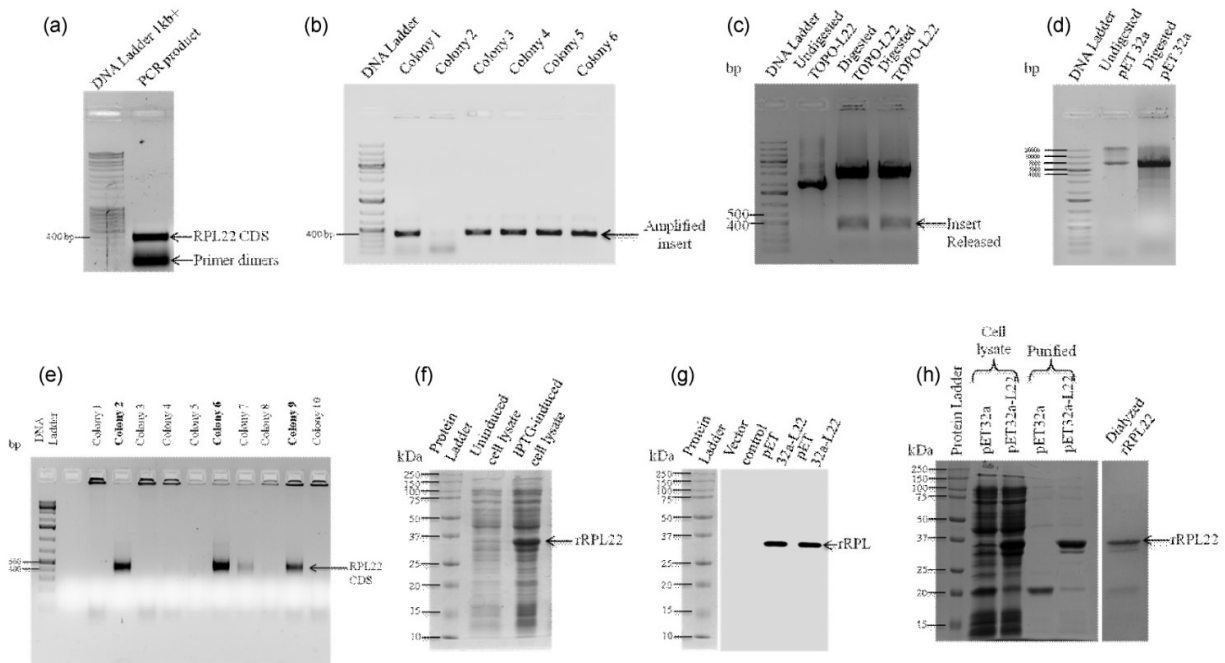 (a)
DNA Ladder 1kb+
PCR product
400 bp
RPL22 CDS
Primer dimers
(b)
DNA Ladder
Colony 1
Colony 2
Colony 3
Colony 4
Colony 5
Colony 6
400 bp
Amplified
insert
(c)
bp
DNA Ladder
Undigested
TOPO-L22
Digested
TOPO-L22
Digested
TOPO-L22
500
400
Insert
Released
(d)
DNA Ladder
Undigested
pET 32a
Digested
pET 32a
(e)
bp
DNA
Ladder
Colony 1
Colony 2
Colony 3
Colony 4
Colony 5
Colony 6
Colony 7
Colony 8
Colony 9
Colony 10
RPL22
CDS
(f)
kDa
Protein
Ladder
Uninduced
cell lysate
IPTG-induced
cell lysate
250
150
100
75
50
37
25
20
15
10
rRPL22
(g)
kDa
Protein
Ladder
Vector
control
pET
32a-L22
pET
32a-L22
250
150
100
75
50
37
25
20
15
10
rRPL
(h)
Cell
lysate
Purified
kDa
Protein Ladder
pET32a
pET32a-L22
pET32a
pET32a-L22
Dialyzed
rRPL22
250
150
100
75
50
37
25
20
15
rRPL22